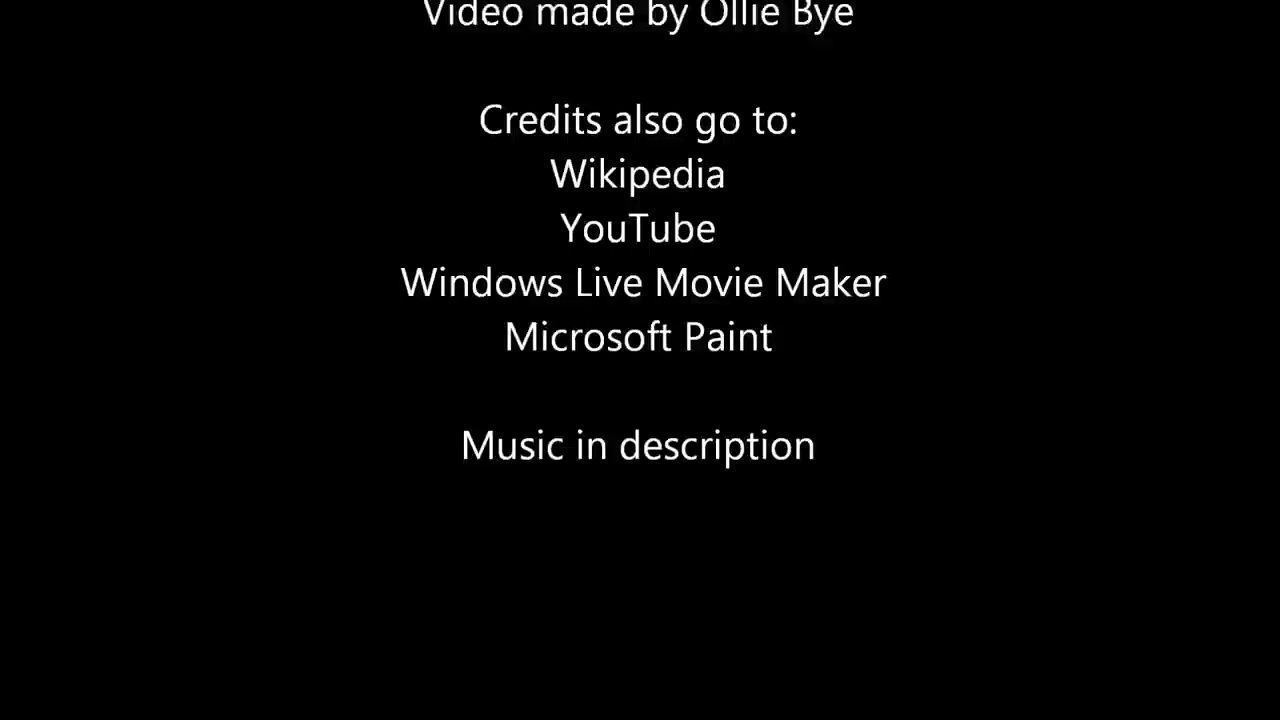 Video made by Ollie Bye
Credits also go to:
Wikipedia
YouTube
Windows Live Movie Maker
Microsoft Paint
Music in description